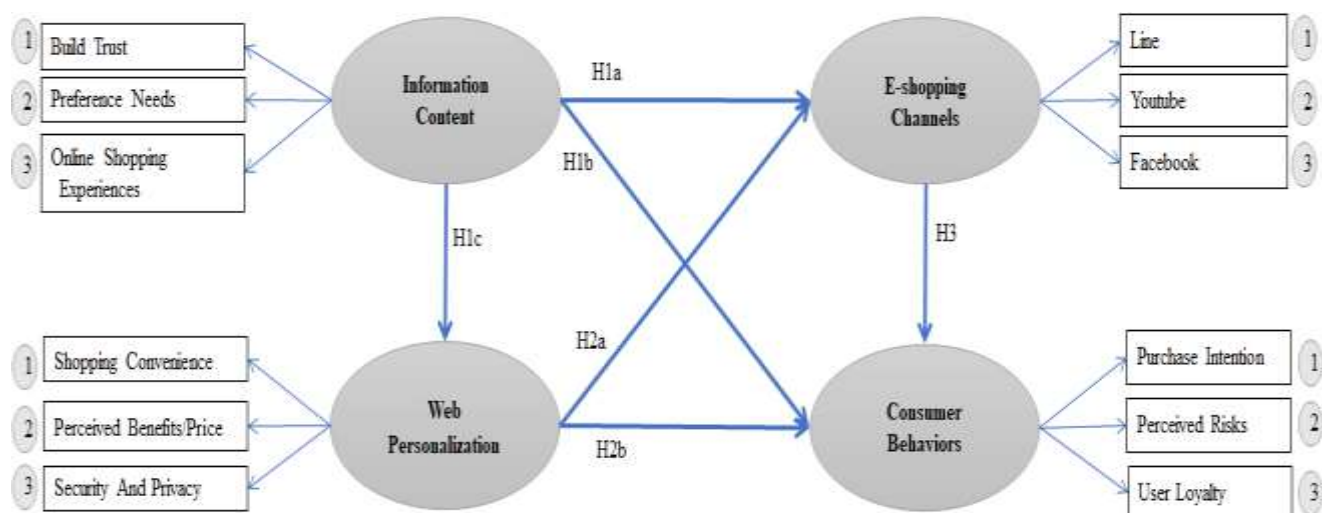 1
Build Trust
2
Preference Needs
3
Online Shopping
Experiences
Information
Content
H1a
H1b
H1c
E-shopping
Channels
Line
1
Youtube
2
Facebook
3
H3
H2a
H2b
1
Shopping Convenience
2
Perceived Benefits/Price
3
Security And Privacy
Web
Personalization
Consumer
Behaviors
Purchase Intention
1
Perceived Risks
2
User Loyalty
3